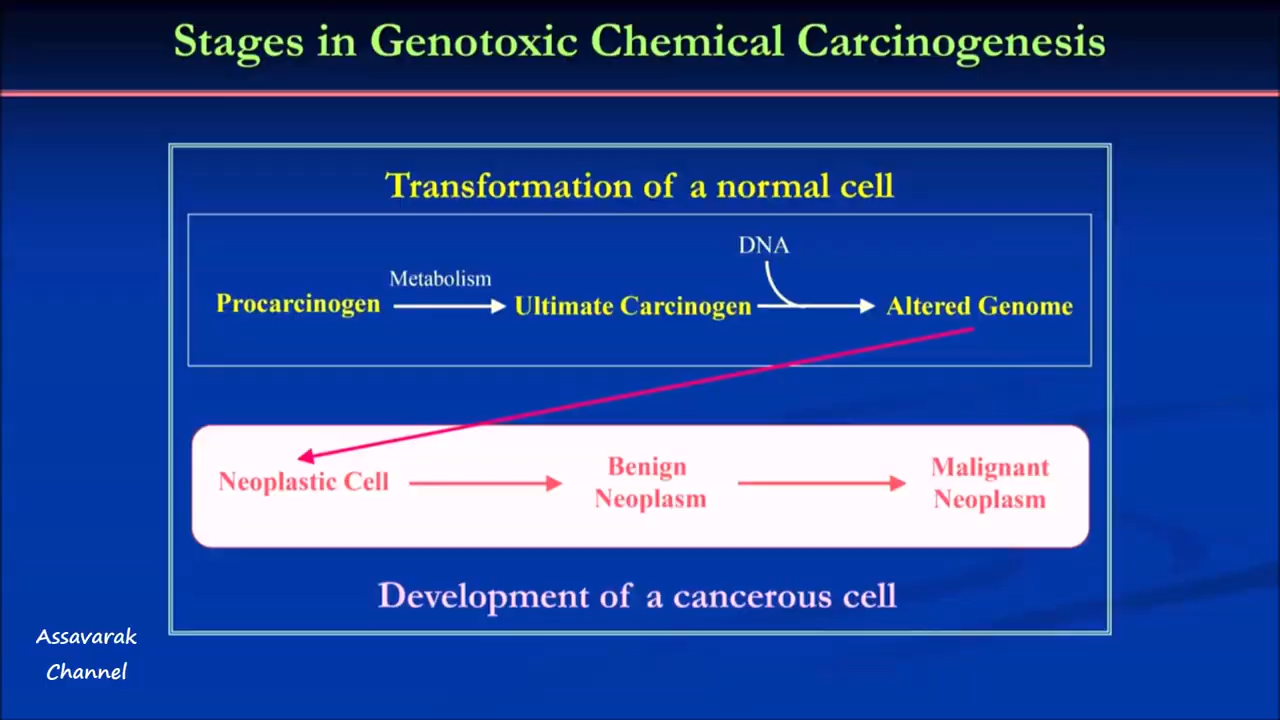 Stages in Genotoxic Chemical Carcinogenesis
Transformation of a normal cell
DNA
Metabolism
Procarcinogen
Ultimate Carcinogen
Altered Genome
Neoplastic Cell
Benign
Neoplasm
Malignant
Neoplasm
Development of a cancerous cell
Assavarak
Channel